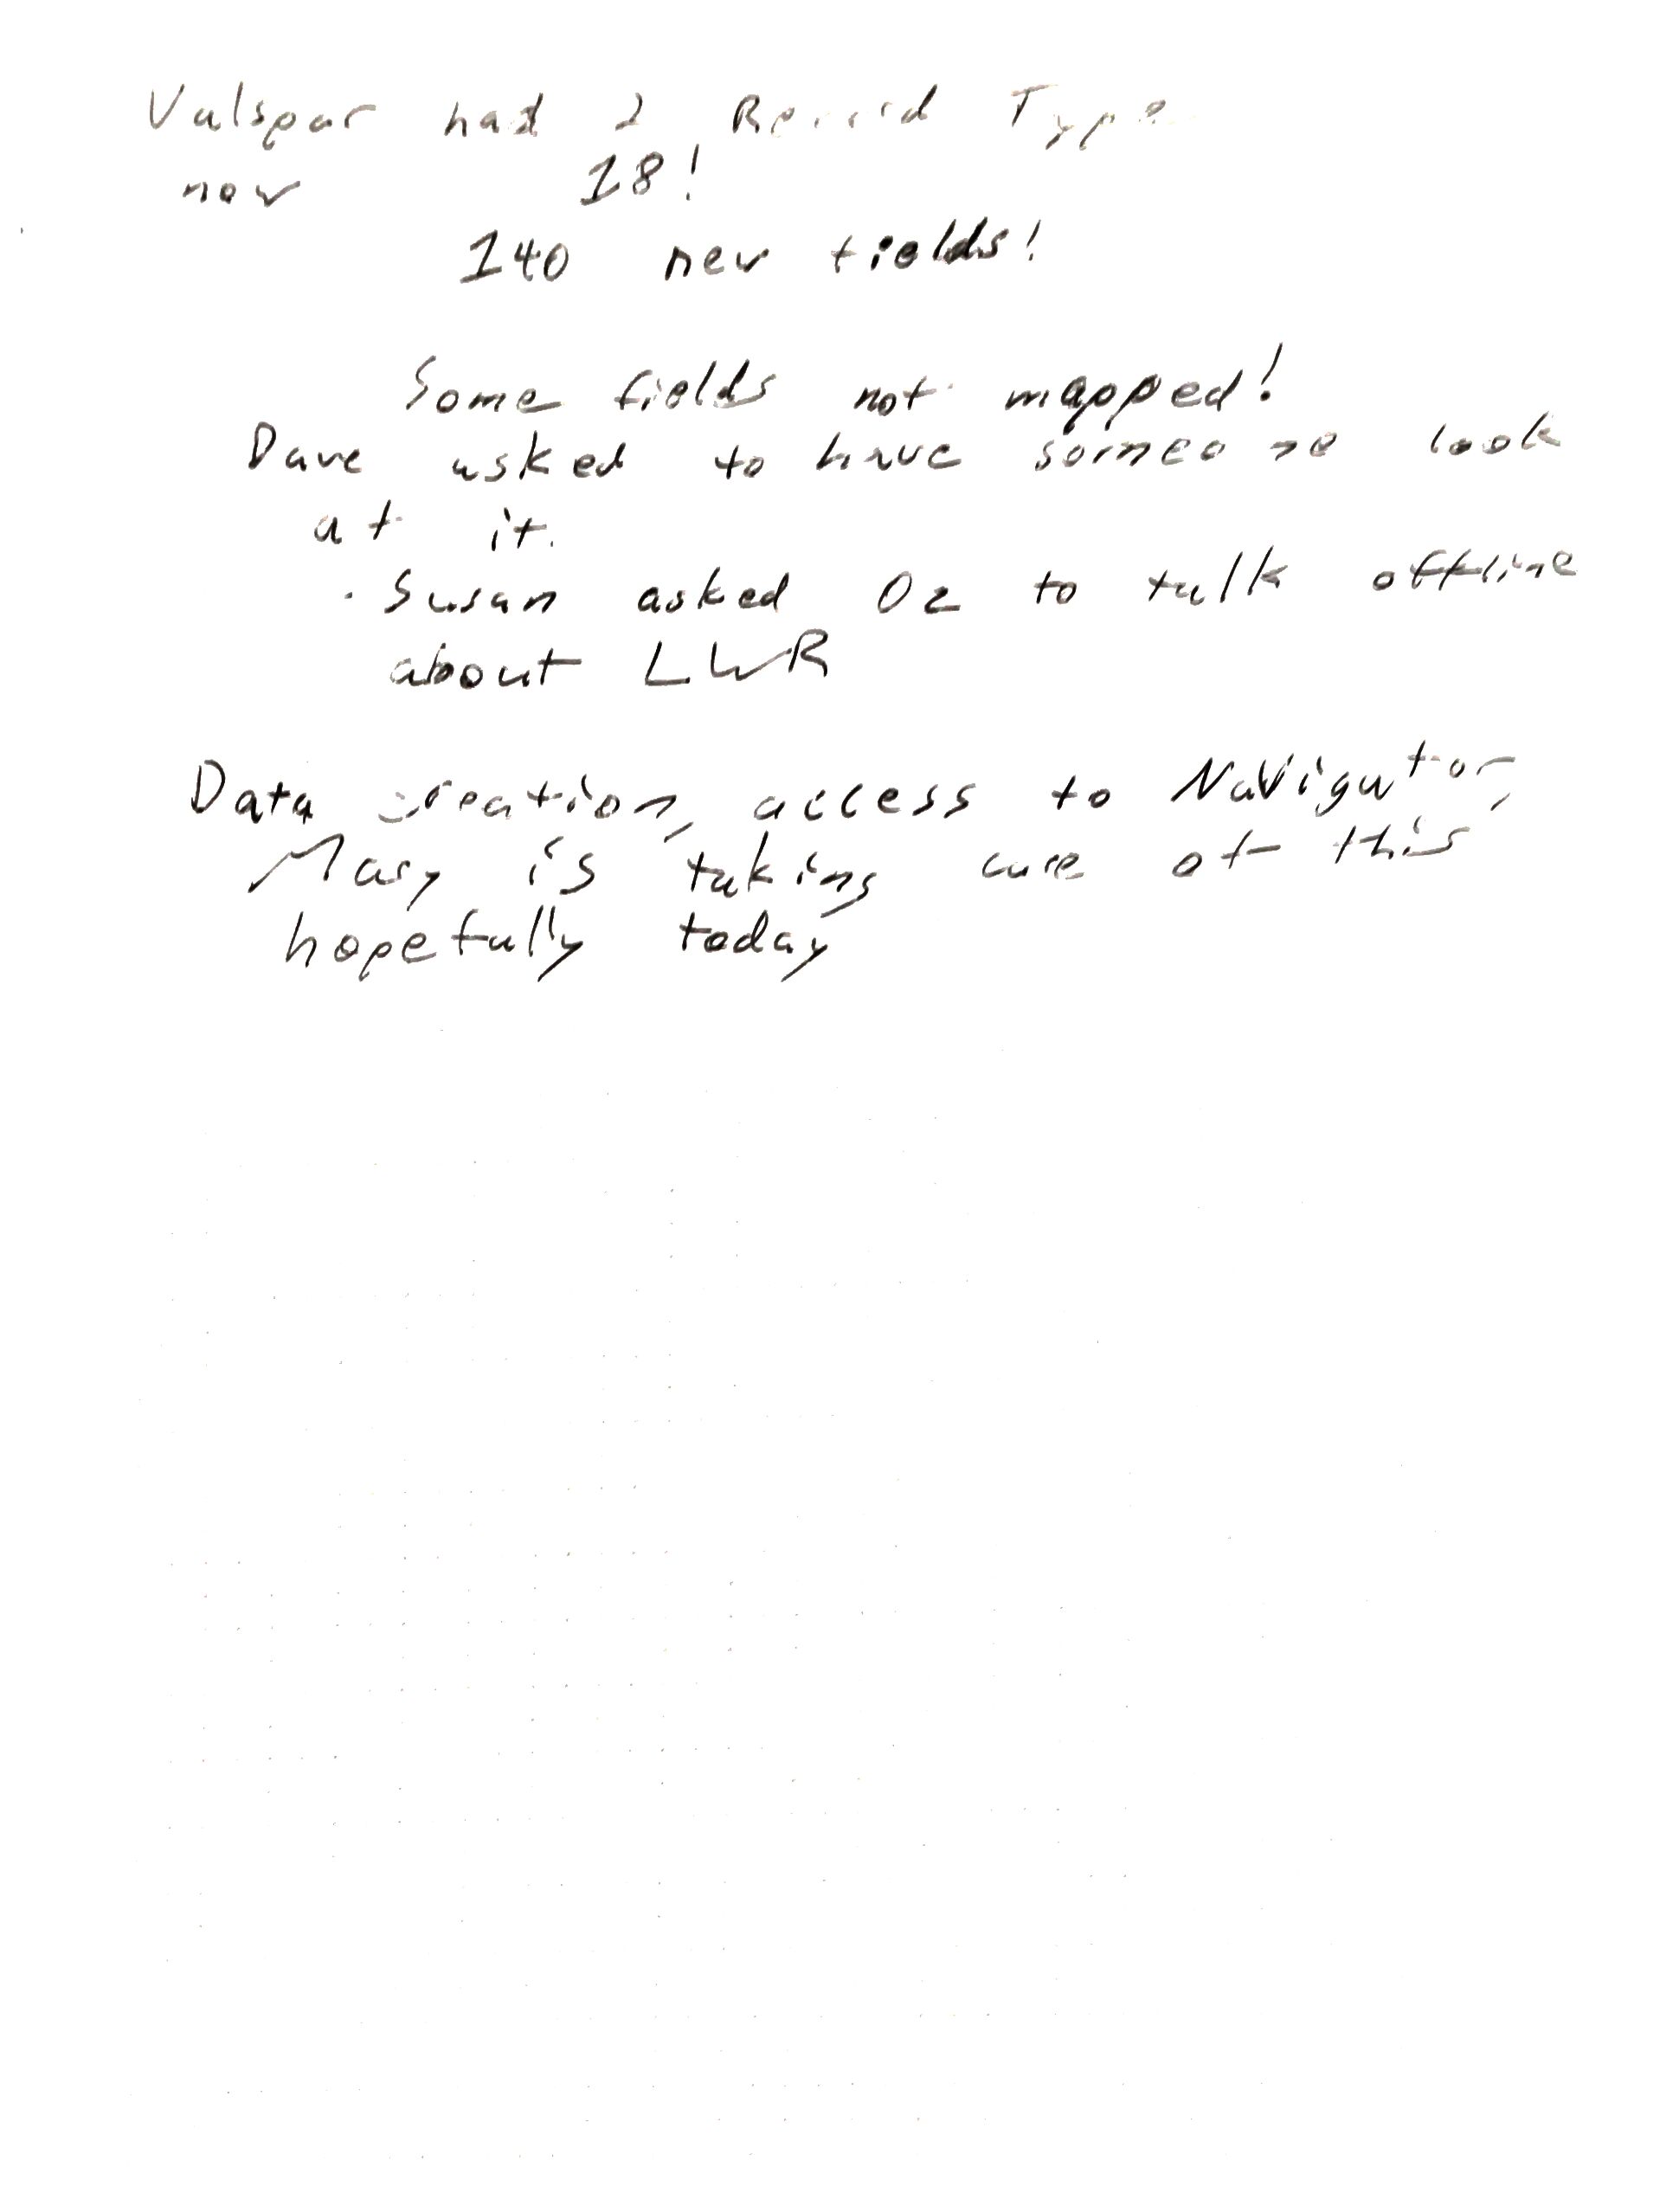 Valspar had 2 Record Type
now 18!
140 new fields!
Some fields not mapped!
Dave asked to have someone look
at it.
· Susan asked Oz to talk offline
about LWR
Data creation, access to Navigator,
Mary is taking care of this
hopefully today